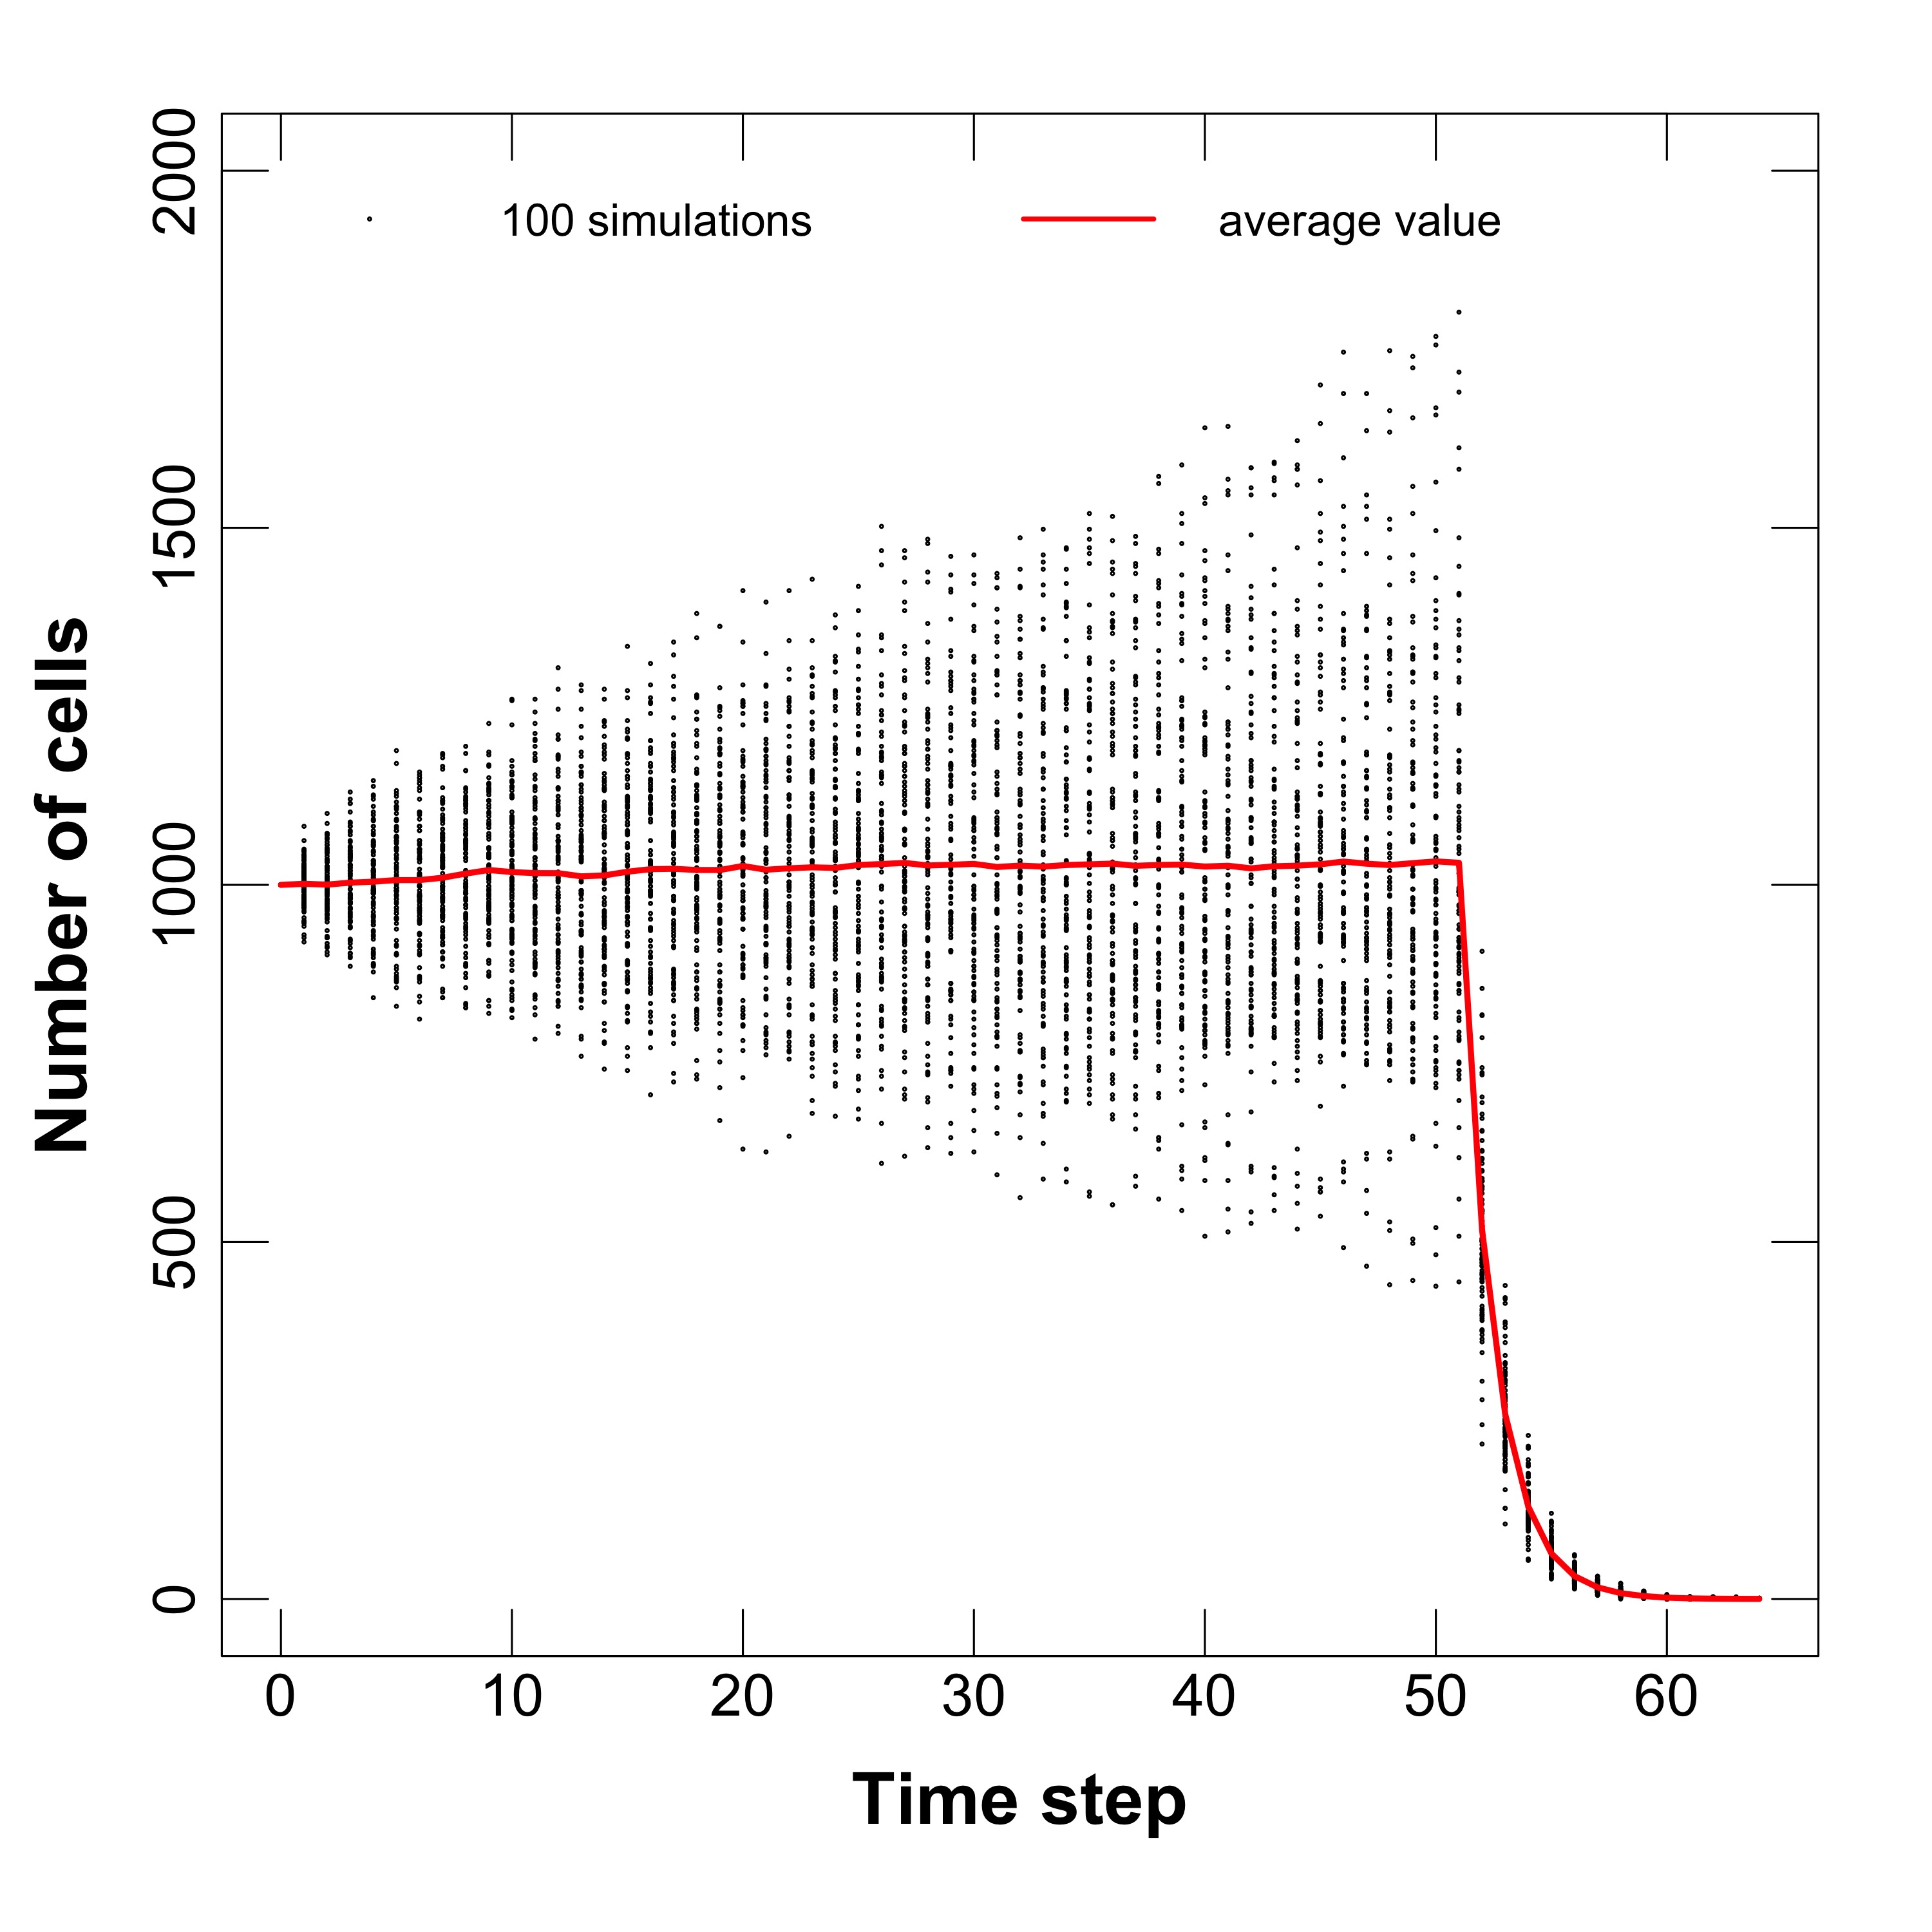 100 simulations
average value
Number of cells
2000
1500
1000
500
0
0 10 20 30 40 50 60
Time step